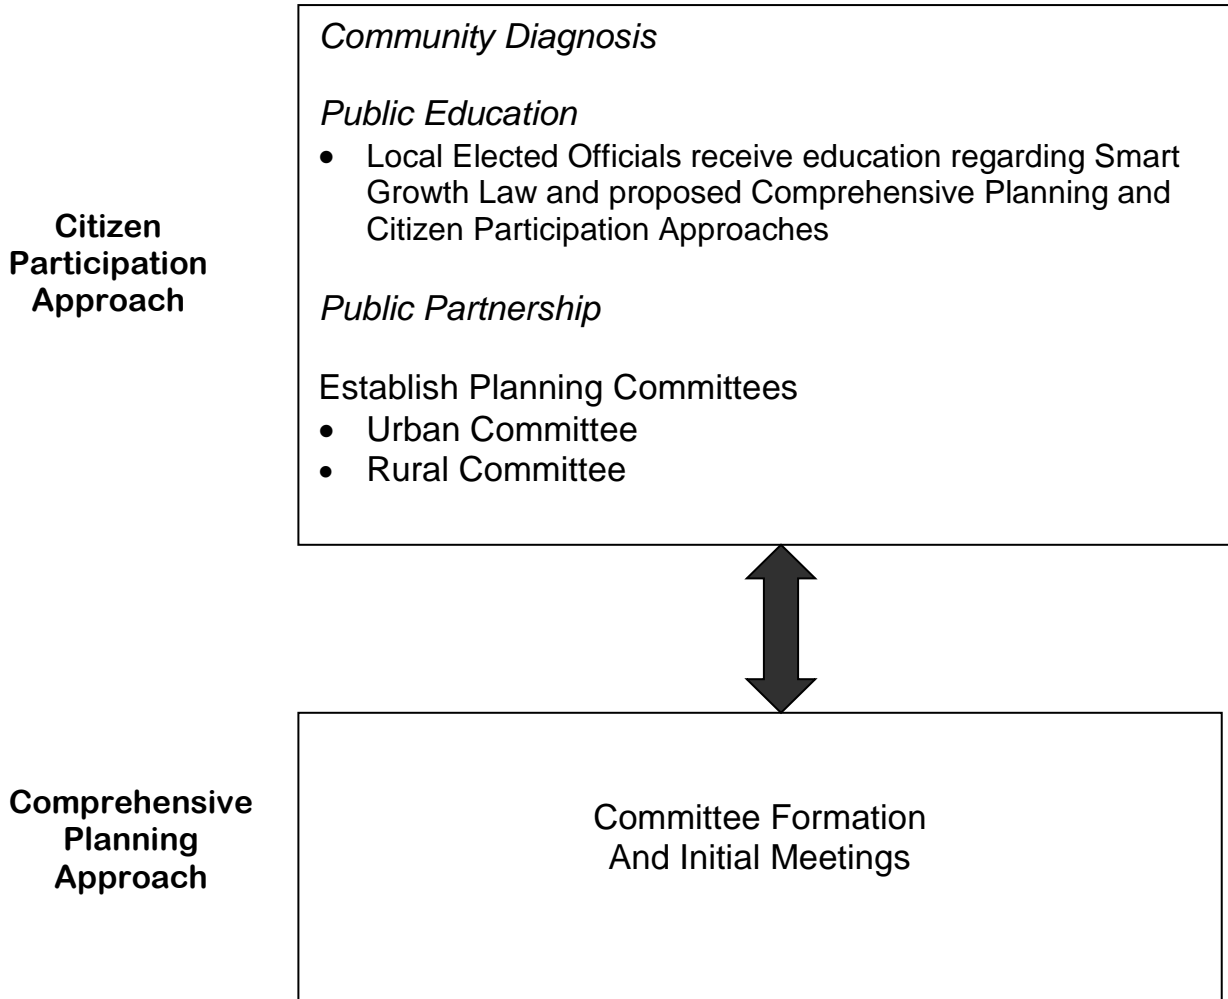 Community Diagnosis
Public Education
• Local Elected Officials receive education regarding Smart
Growth Law and proposed Comprehensive Planning and
Citizen Participation Approaches
Citizen
Participation
Approach
Public Partnership
Establish Planning Committees
• Urban Committee
• Rural Committee
Comprehensive
Planning
Approach
Committee Formation
And Initial Meetings